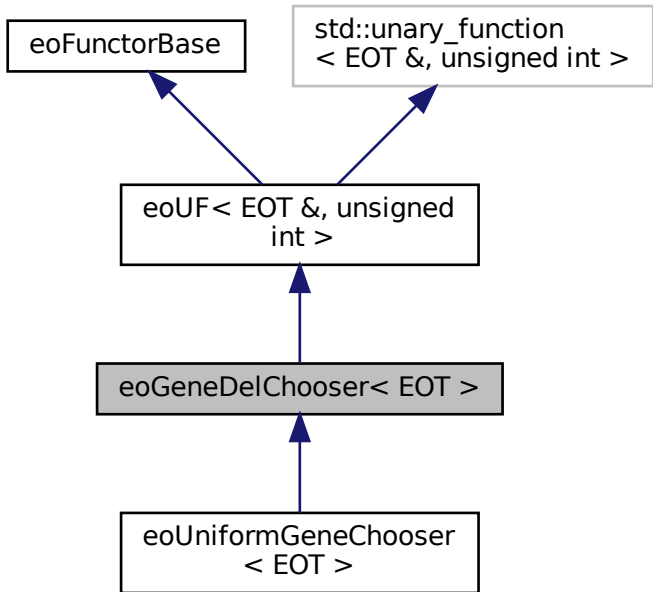 eoFunctorBase
std::unary_function
< EOT &, unsigned int >
eoUF< EOT &, unsigned
int >
eoGeneDelChooser< EOT >
eoUniformGeneChooser
< EOT >